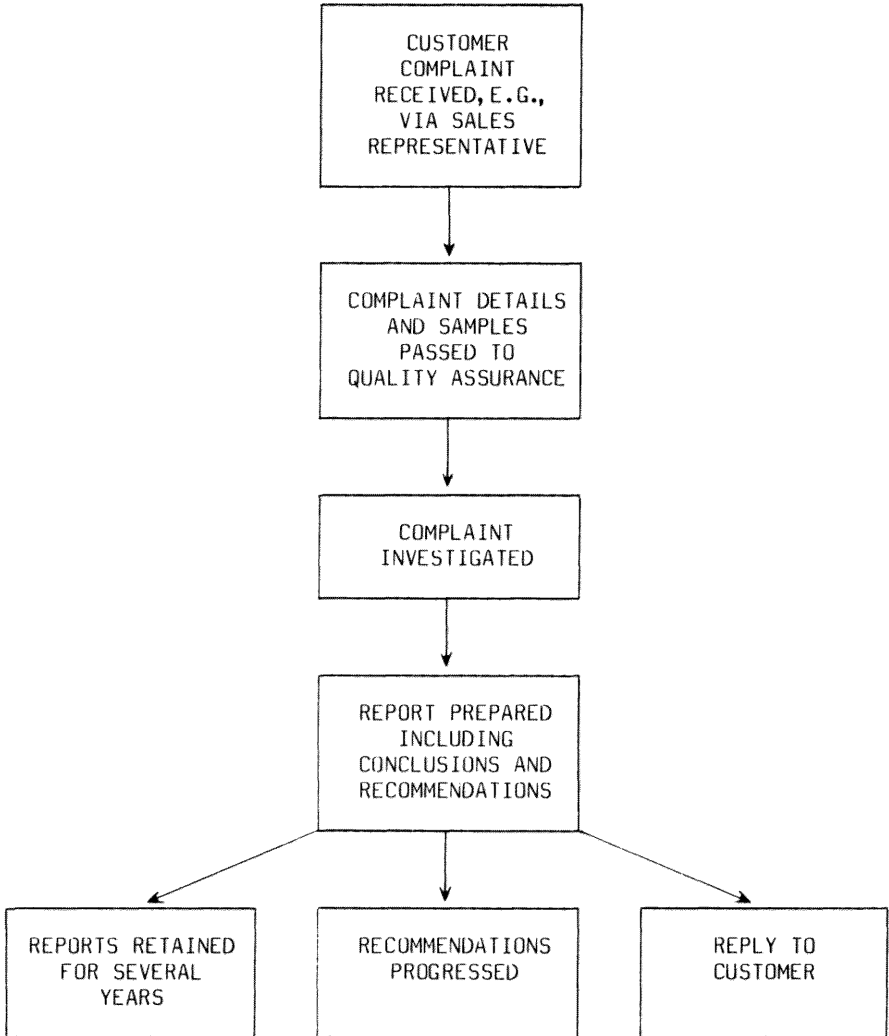 CUSTOMER
COMPLAINT
RECEIVED, E.G.,
VIA SALES
REPRESENTATIVE
COMPLAINT DETAILS
AND SAMPLES
PASSED TO
QUALITY ASSURANCE
COMPLAINT
INVESTIGATED
REPORT PREPARED
INCLUDING
CONCLUSIONS AND
RECOMMENDATIONS
REPORTS RETAINED
FOR SEVERAL
YEARS
RECOMMENDATIONS
PROGRESSED
REPLY TO
CUSTOMER